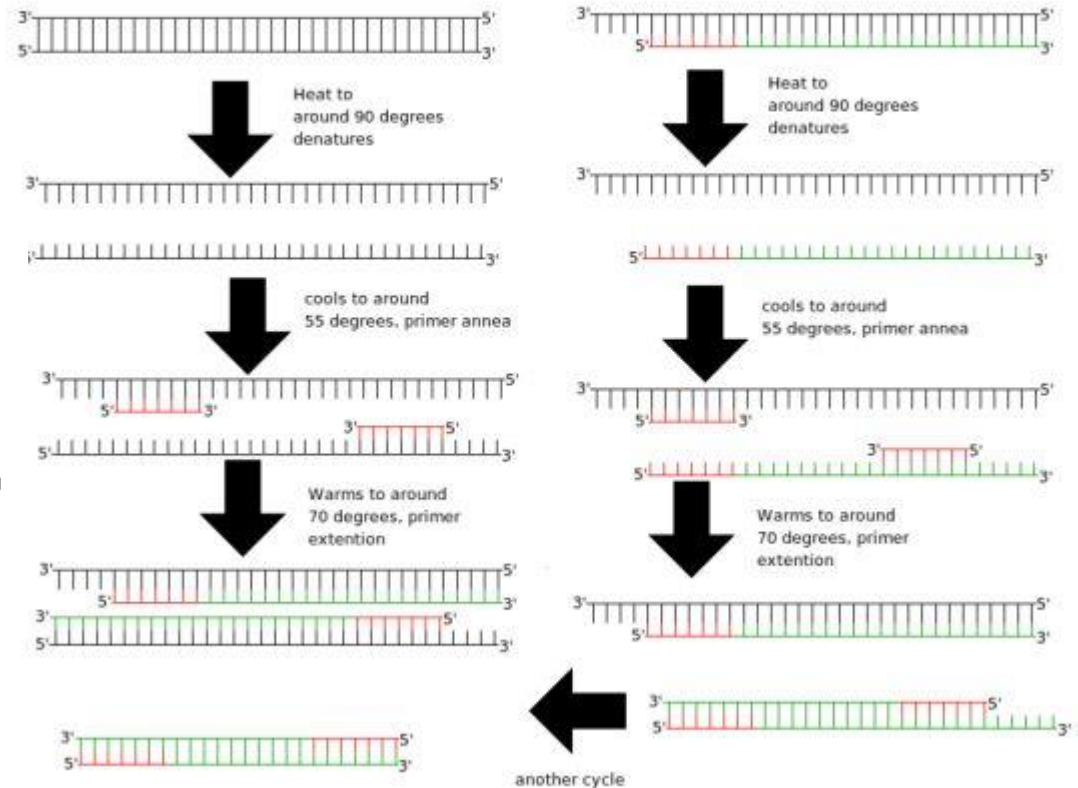 3' 5'
5' 3'
Heat to
around 90 degrees
denatures
3' 5'
5' 3'
cools to around
55 degrees, primer annea
3' 5'
5' 3'
3' 5'
5' 3'
Warms to around
70 degrees, primer
extention
3' 5'
5' 3'
3' 5'
5' 3'
3' 5'
5' 3'
3' 5'
5' 3'
Heat to
around 90 degrees
denatures
3' 5'
5' 3'
cools to around
55 degrees, primer annea
3' 5'
5' 3'
3' 5'
5' 3'
Warms to around
70 degrees, primer
extention
3' 5'
5' 3'
3' 5'
5' 3'
another cycle